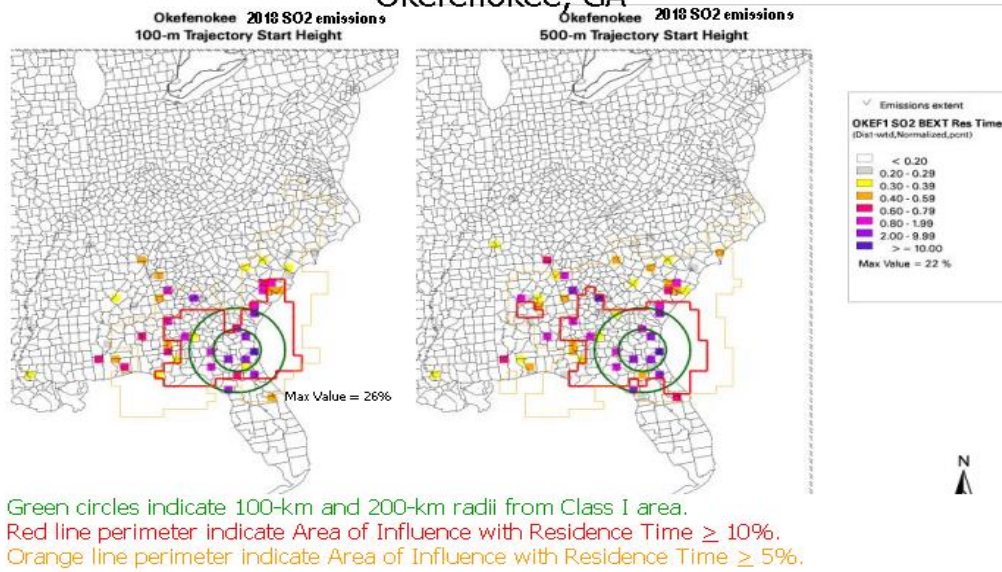 Okefenokee, GA
Okefenokee 2018 SO2 emissions
100-m Trajectory Start Height
Okefenokee 2018 SO2 emissions
500-m Trajectory Start Height
Emissions extent
OKEF1 SO2 BEXT Res Time
(Dist-wtd,Normalized,pcnt)
< 0.20
0.20 - 0.29
0.30 - 0.39
0.40 - 0.59
0.60 - 0.79
0.80 - 1.99
2.00 - 9.99
> = 10.00
Max Value = 22 %
Max Value = 26%
N
Green circles indicate 100-km and 200-km radii from Class I area.
Red line perimeter indicate Area of Influence with Residence Time ≥ 10%.
Orange line perimeter indicate Area of Influence with Residence Time ≥ 5%.